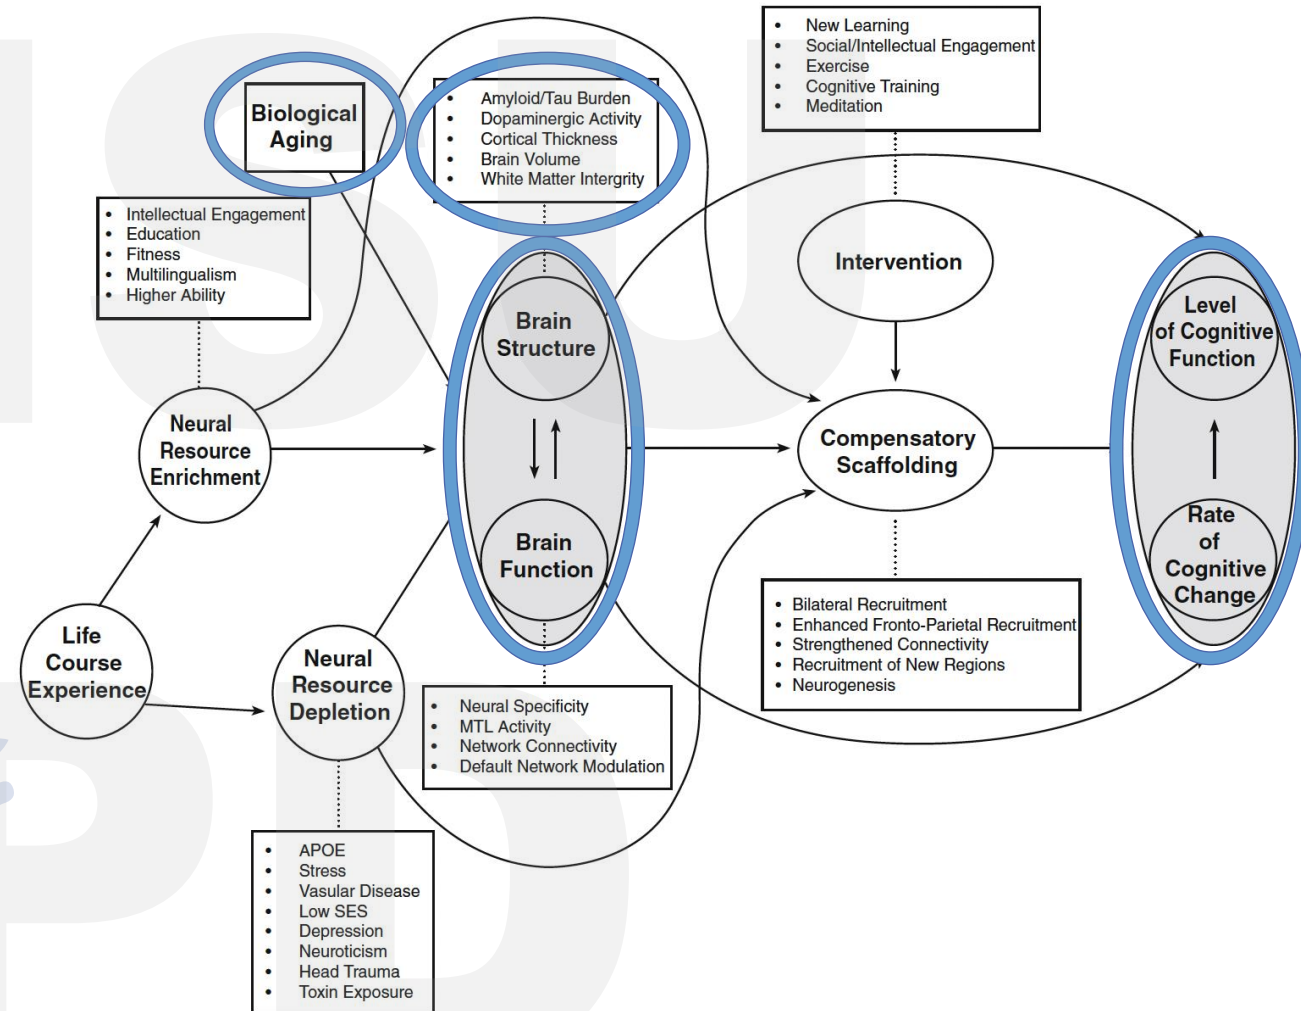 • New Learning
• Social/Intellectual Engagement
• Exercise
• Cognitive Training
• Meditation
Biological
Aging
• Amyloid/Tau Burden
• Dopaminergic Activity
• Cortical Thickness
• Brain Volume
• White Matter Intergrity
• Intellectual Engagement
• Education
• Fitness
• Multilingualism
• Higher Ability
Intervention
Brain
Structure
Level
of Cognitive
Function
Neural
Resource
Enrichment
Compensatory
Scaffolding
Brain
Function
Rate
of
Cognitive
Change
Life
Course
Experience
Neural
Resource
Depletion
• Bilateral Recruitment
• Enhanced Fronto-Parietal Recruitment
• Strengthened Connectivity
• Recruitment of New Regions
• Neurogenesis
• Neural Specificity
• MTL Activity
• Network Connectivity
• Default Network Modulation
• APOE
• Stress
• Vasular Disease
• Low SES
• Depression
• Neuroticism
• Head Trauma
• Toxin Exposure